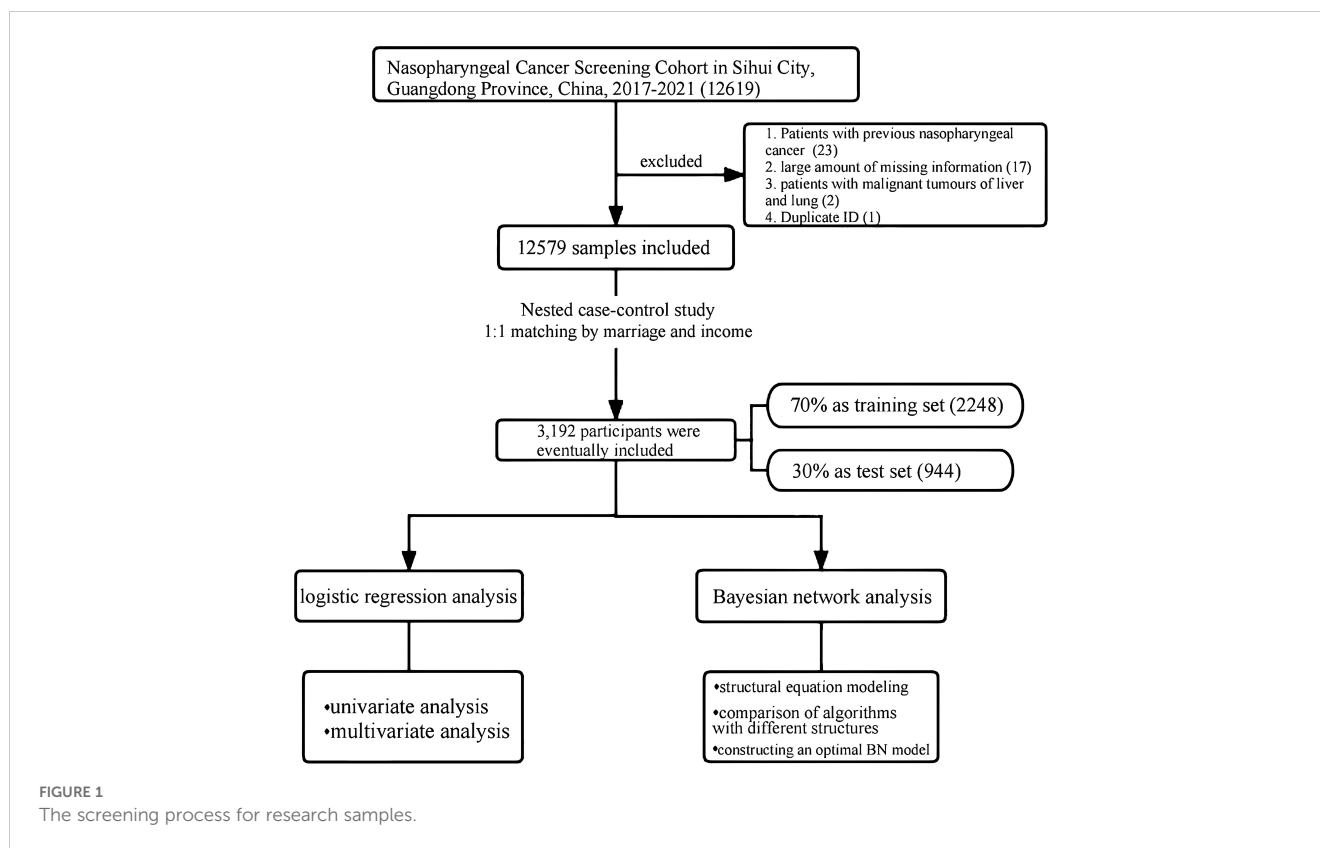 Nasopharyngeal Cancer Screening Cohort in Sihui City,
Guangdong Province, China, 2017-2021 (12619)
excluded
1. Patients with previous nasopharyngeal
cancer (23)
2. large amount of missing information (17)
3. patients with malignant tumours of liver
and lung (2)
4. Duplicate ID (1)
12579 samples included
Nested case-control study
1:1 matching by marriage and income
3,192 participants were
eventually included
70% as training set (2248)
30% as test set (944)
logistic regression analysis
Bayesian network analysis
•univariate analysis
•multivariate analysis
•structural equation modeling
•comparison of algorithms
with different structures
•constructing an optimal BN model
FIGURE 1
The screening process for research samples.